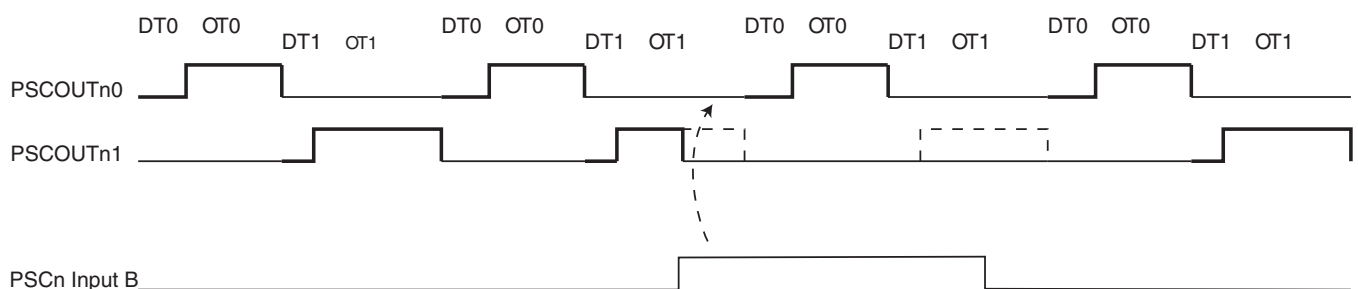 DT0 OT0 DT0 OT0 DT0 OT0 DT0 OT0
DT1 OT1 DT1 OT1 DT1 OT1 DT1 OT1
PSCOUTn0
PSCOUTn1
PSCn Input B